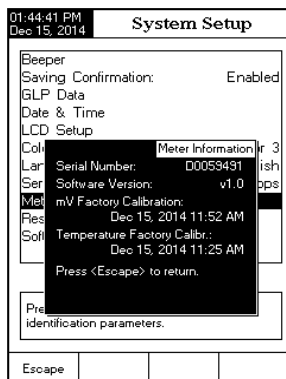 01:44:41 PM
Dec 15, 2014
System Setup
Beeper
Saving Confirmation: Enabled
GLP Data
Date & Time
LCD Setup
Meter Information
Serial Number: D0059491
Software Version: v1.0
mV Factory Calibration:
Dec 15, 2014 11:52 AM
Temperature Factory Calibr.:
Dec 15, 2014 11:25 AM
Press <Escape> to return.
identification parameters.
Escape